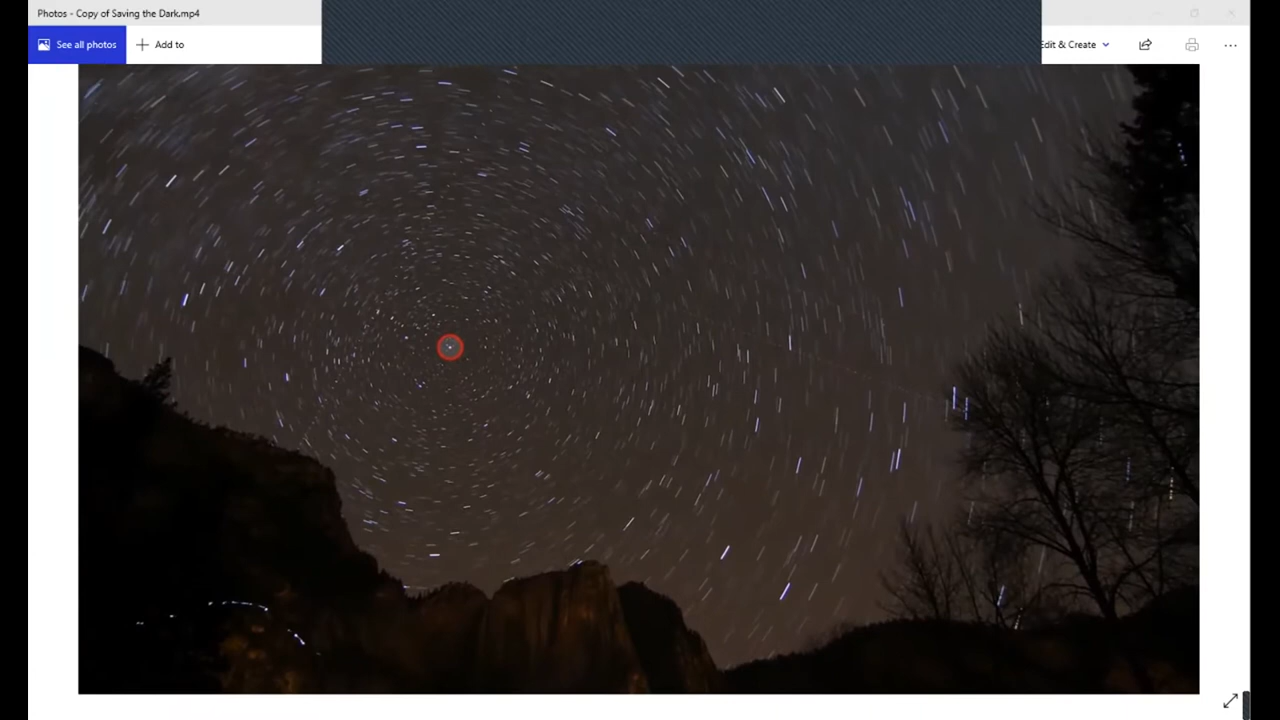 Photos - Copy of Saving the Dark.mp4
See all photos
Add to
Edit & Create